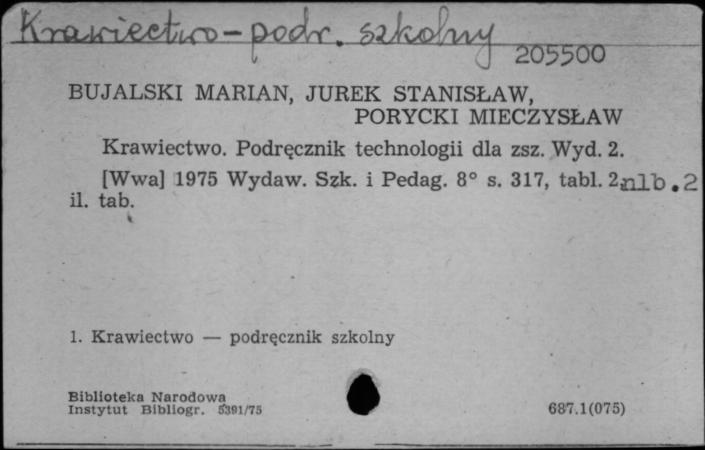 Krawiectwo - podr. szkolny
205500
BUJALSKI MARIAN, JUREK STANISŁAW,
PORYCKI MIECZYSŁAW
Krawiectwo. Podręcznik technologii dla zsz. Wyd. 2.
[Wwa] 1975 Wydaw. Szk. i Pedag. 8° s. 317, tabl. 2, nlb. 2
il. tab.
1. Krawiectwo — podręcznik szkolny
Biblioteka Narodowa
Instytut Bibliogr. 5391/75
687.1(075)